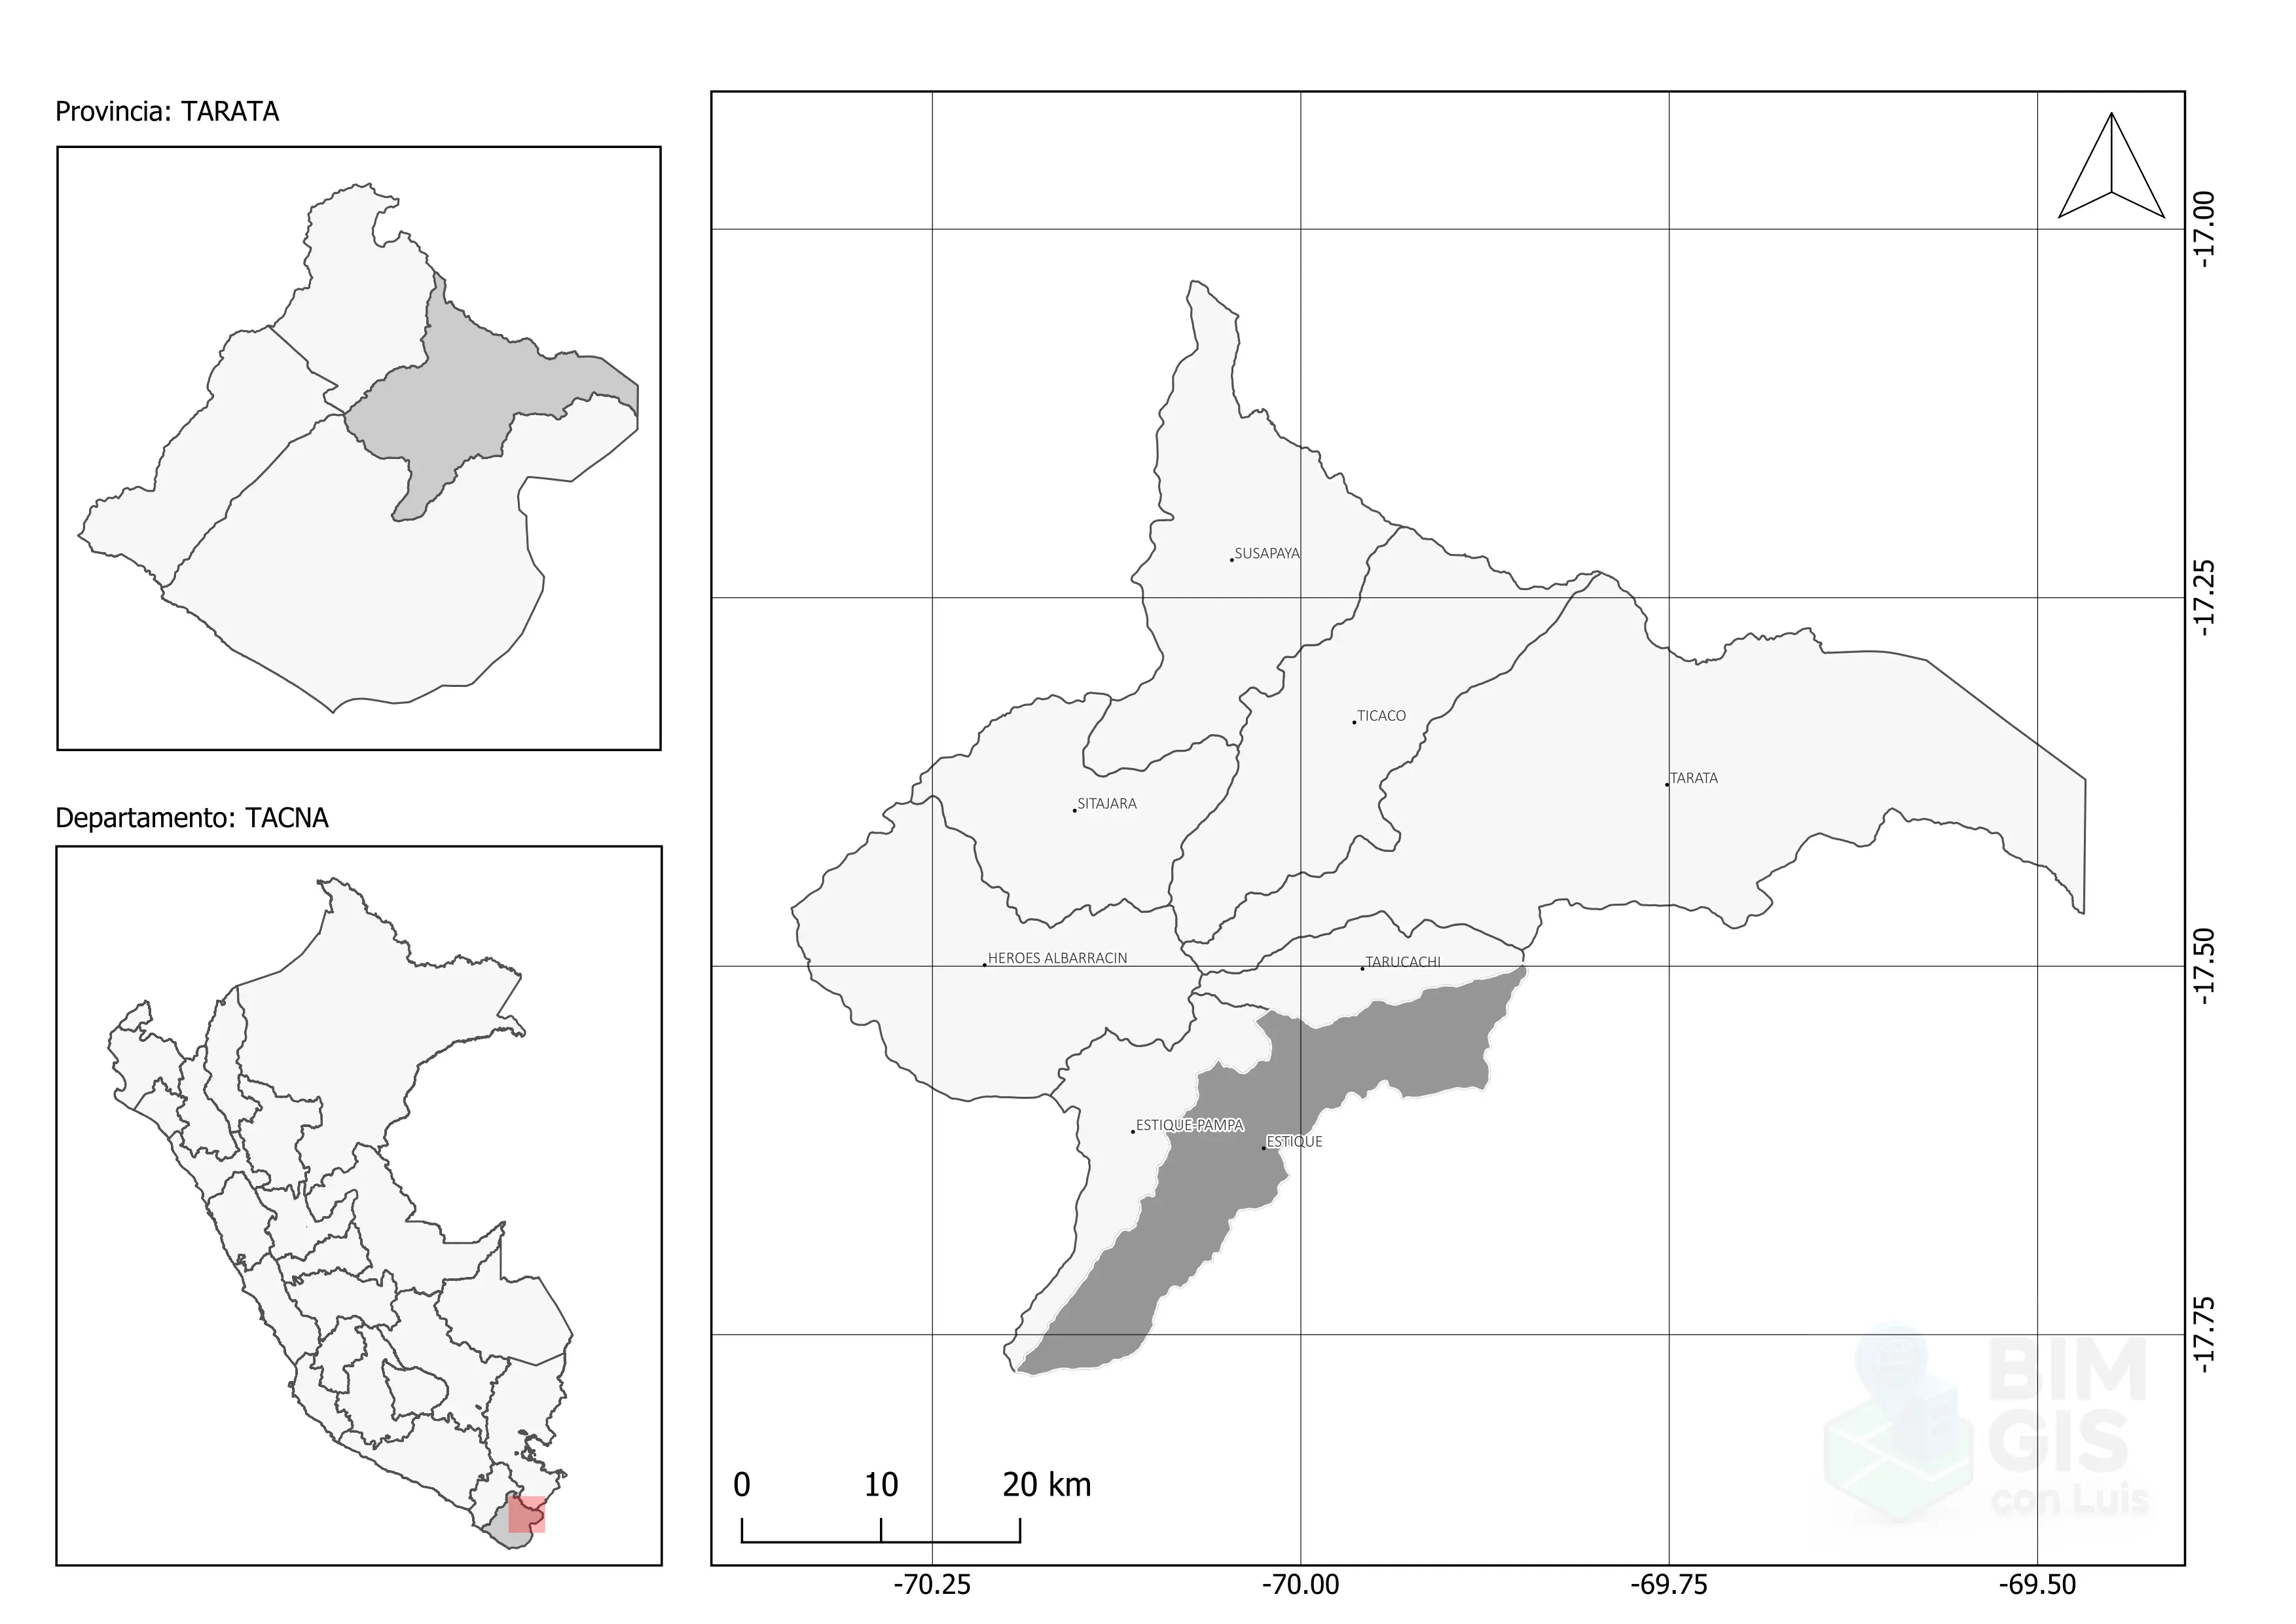 Provincia: TARATA
Departamento: TACNA
-17.00
-17.25
-17.50
-17.75
SUSAPAYA
TICACO
TARATA
SITAJARA
HEROES ALBARRACIN
TARUCACHI
ESTIQUE-PAMPA
ESTIQUE
0 10 20 km
BIM
GIS
con Luis
-70.25 -70.00 -69.75 -69.50